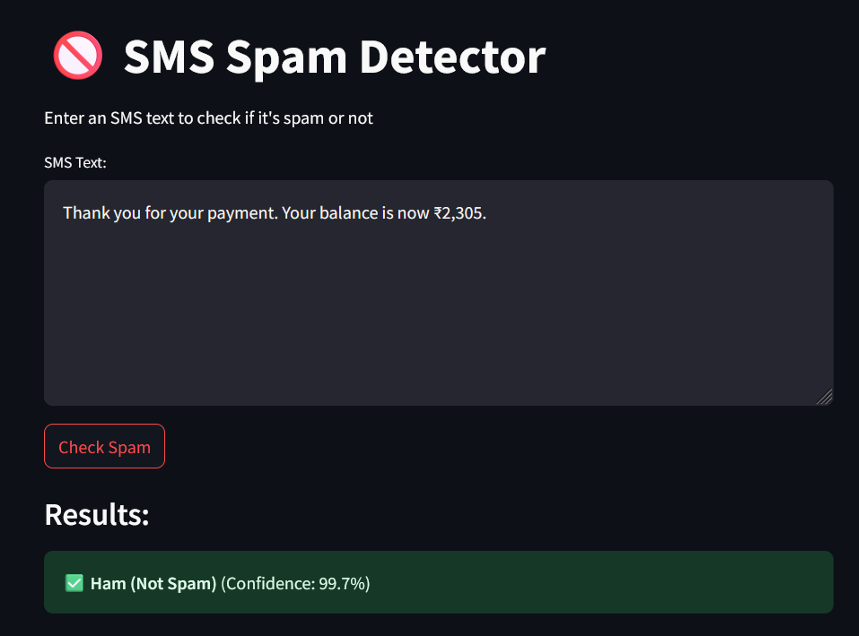 🚫 SMS Spam Detector
Enter an SMS text to check if it's spam or not
SMS Text:
Thank you for your payment. Your balance is now ₹2,305.
Check Spam
Results:
✅ Ham (Not Spam) (Confidence: 99.7%)